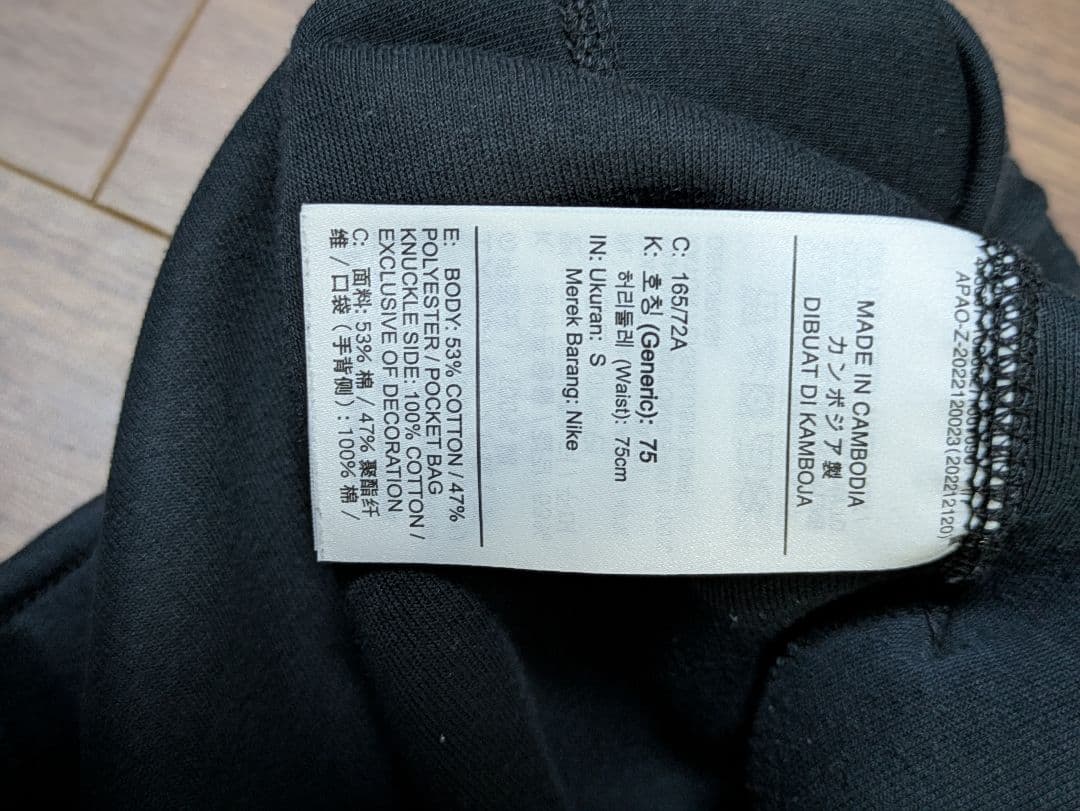 APAO-Z-2022120023(20212120)
MADE IN CAMBODIA
カンボジア製
DIBUAT DI KAMBOJA
C: 165/72A
K: 호칭 (Generic): 75
허리둘레 (Waist): 75cm
IN: Ukuran: S
Merek Barang: Nike
E: BODY: 53% COTTON / 47%
POLYESTER / POCKET BAG
KNUCKLE SIDE: 100% COTTON /
EXCLUSIVE OF DECORATION
C: 面料: 53% 棉 / 47% 聚酯纤
维 / 口袋 ( 手背侧 ) : 100% 棉 /